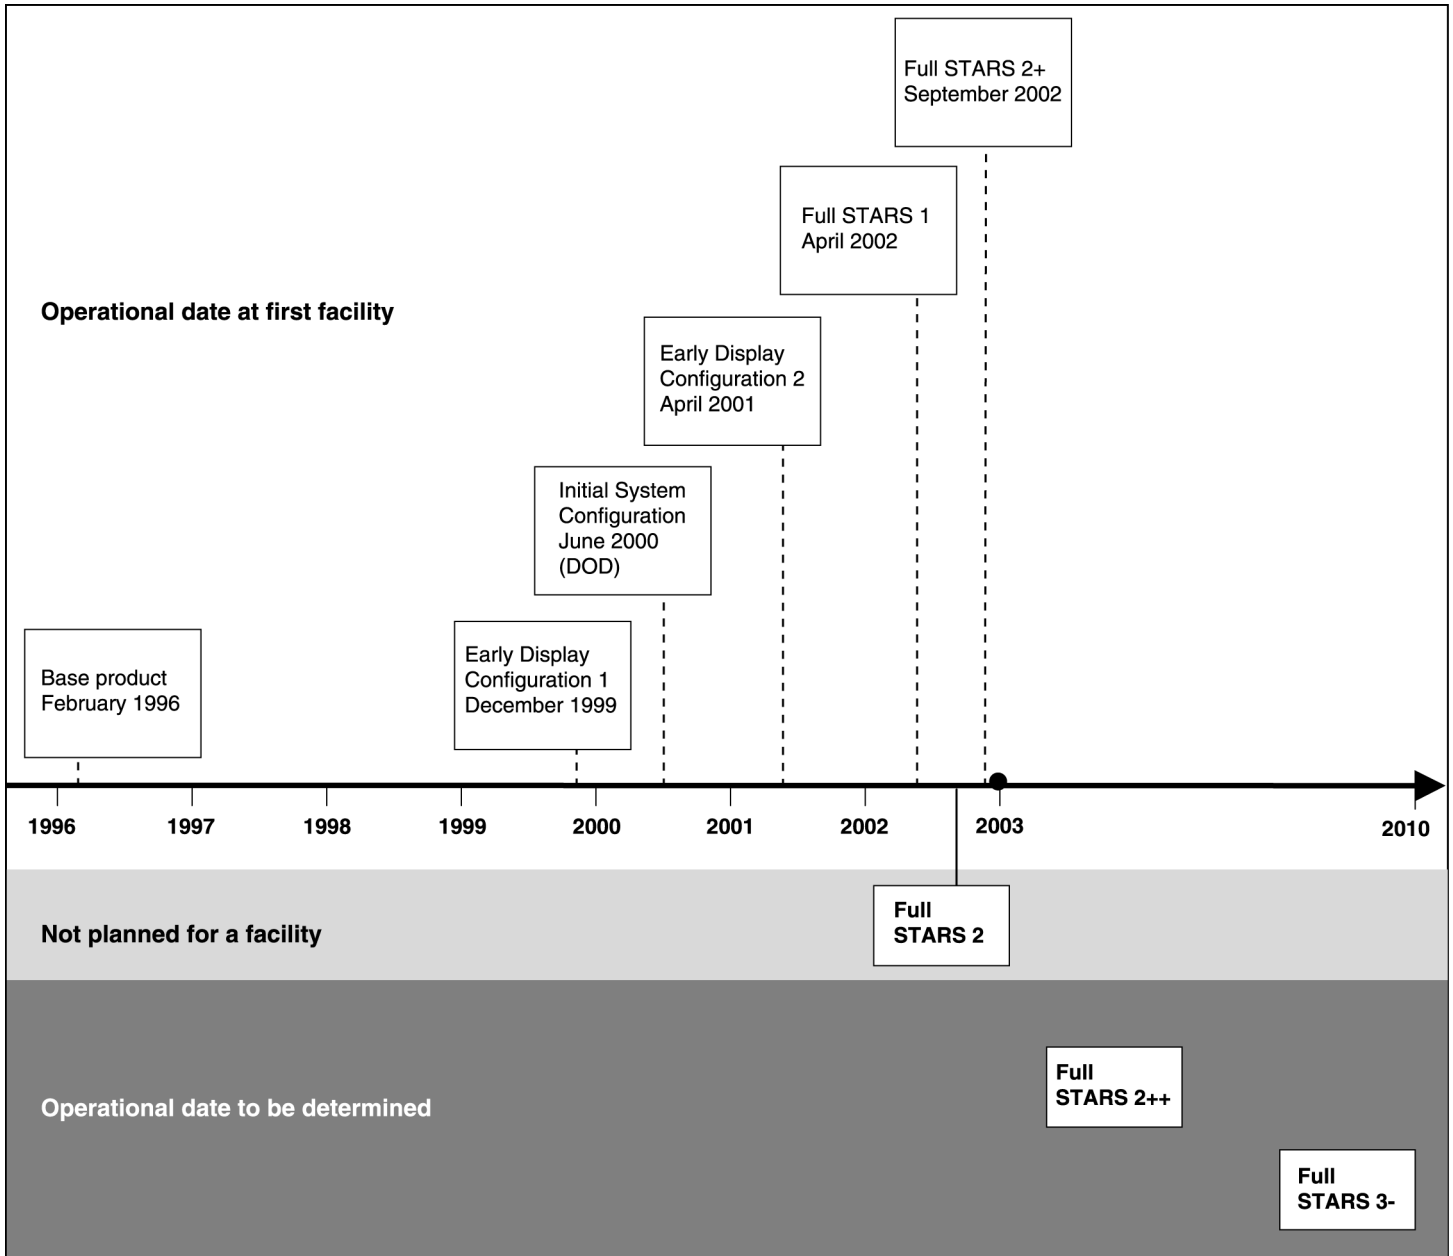 Full STARS 2+
September 2002
Full STARS 1
April 2002
Operational date at first facility
Early Display
Configuration 2
April 2001
Initial System
Configuration
June 2000
(DOD)
Early Display
Configuration 1
December 1999
Base product
February 1996
1996 1997 1998 1999 2000 2001 2002 2003 2010
Full
STARS 2
Not planned for a facility
Full
STARS 2++
Operational date to be determined
Full
STARS 3-